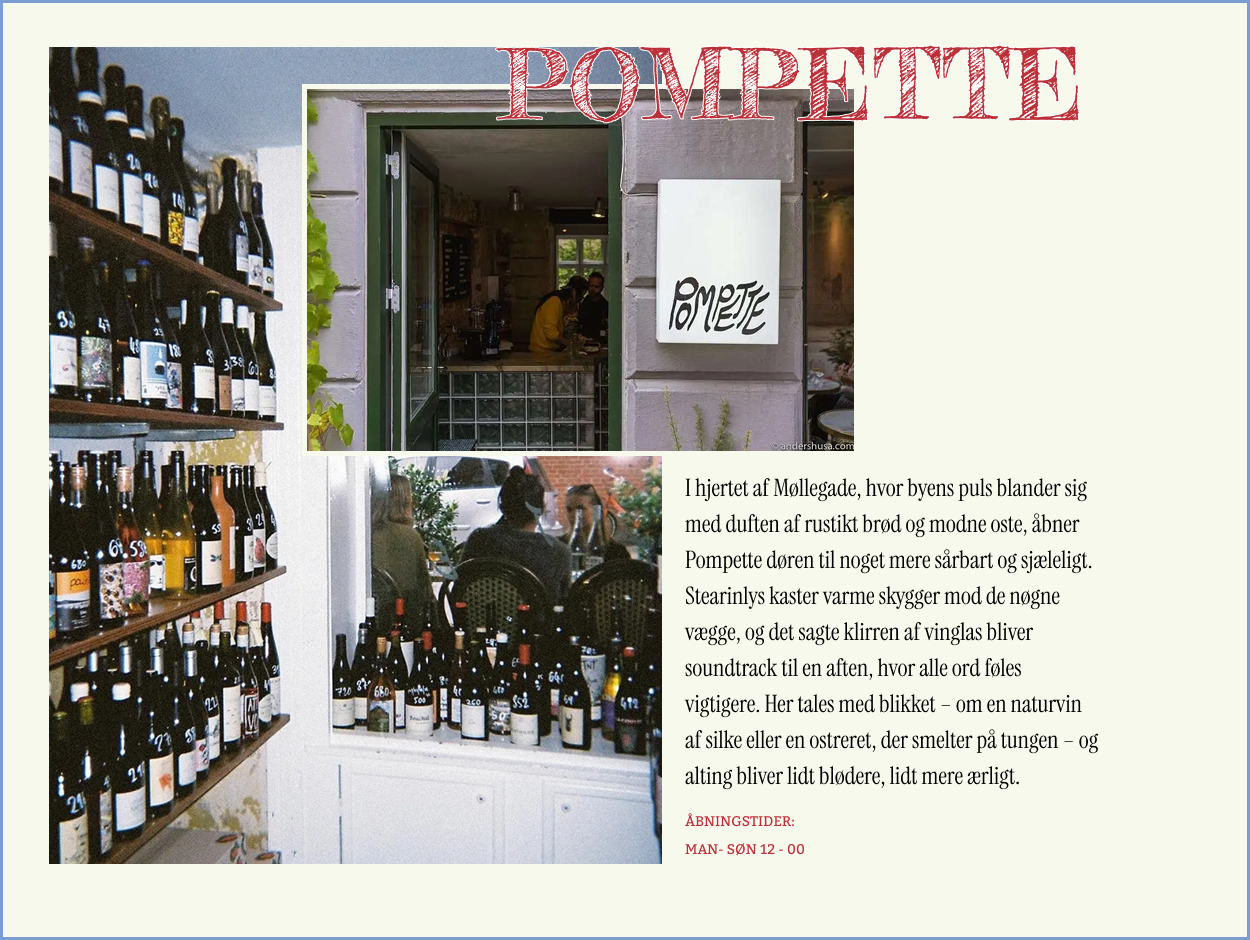 POMPETTE
POMPETTE
© andershusa.com
I hjertet af Møllegade, hvor byens puls blander sig
med duften af rustikt brød og modne oste, åbner
Pompette døren til noget mere sårbart og sjæleligt.
Stearinlys kaster varme skygger mod de nøgne
vægge, og det sagte klirren af vinglas bliver
soundtrack til en aften, hvor alle ord føles
vigtigere. Her tales med blikket – om en naturvin
af silke eller en ostreret, der smelter på tungen – og
alting bliver lidt blødere, lidt mere ærligt.
ÅBNINGSTIDER:
MAN- SØN 12 - 00